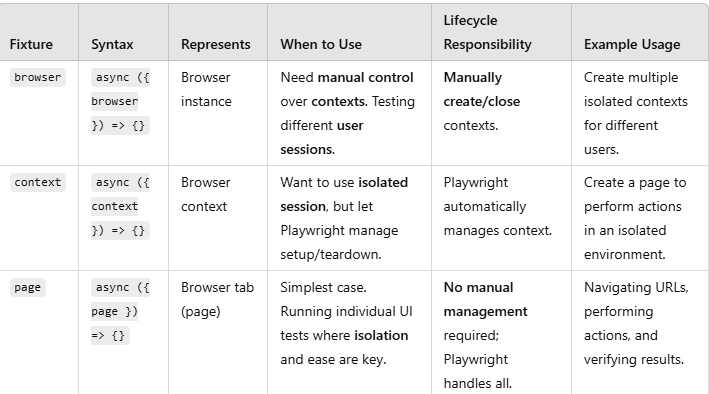 Fixture Syntax Represents When to Use Lifecycle Responsibility Example Usage
browser
async ({
browser
}) => {}
Browser
instance
Need manual control
over contexts. Testing
different user
sessions.
Manually
create/close
contexts.
Create multiple
isolated contexts
for different
users.
context
async ({
context
}) => {}
Browser
context
Want to use isolated
session, but let
Playwright manage
setup/teardown.
Playwright
automatically
manages context.
Create a page to
perform actions
in an isolated
environment.
page
async ({
page })
=> {}
Browser tab
(page)
Simplest case.
Running individual UI
tests where isolation
and ease are key.
No manual
management
required;
Playwright
handles all.
Navigating URLs,
performing
actions, and
verifying results.